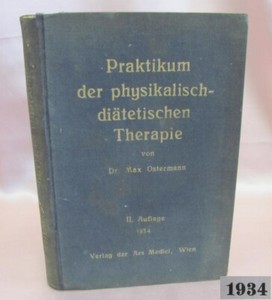 Praktikum
der physikalisch-
diätetischen
Therapie
von
Dr. Max Ostermann
II. Auflage
1934
Verlag der Ars Medici, Wien
1934